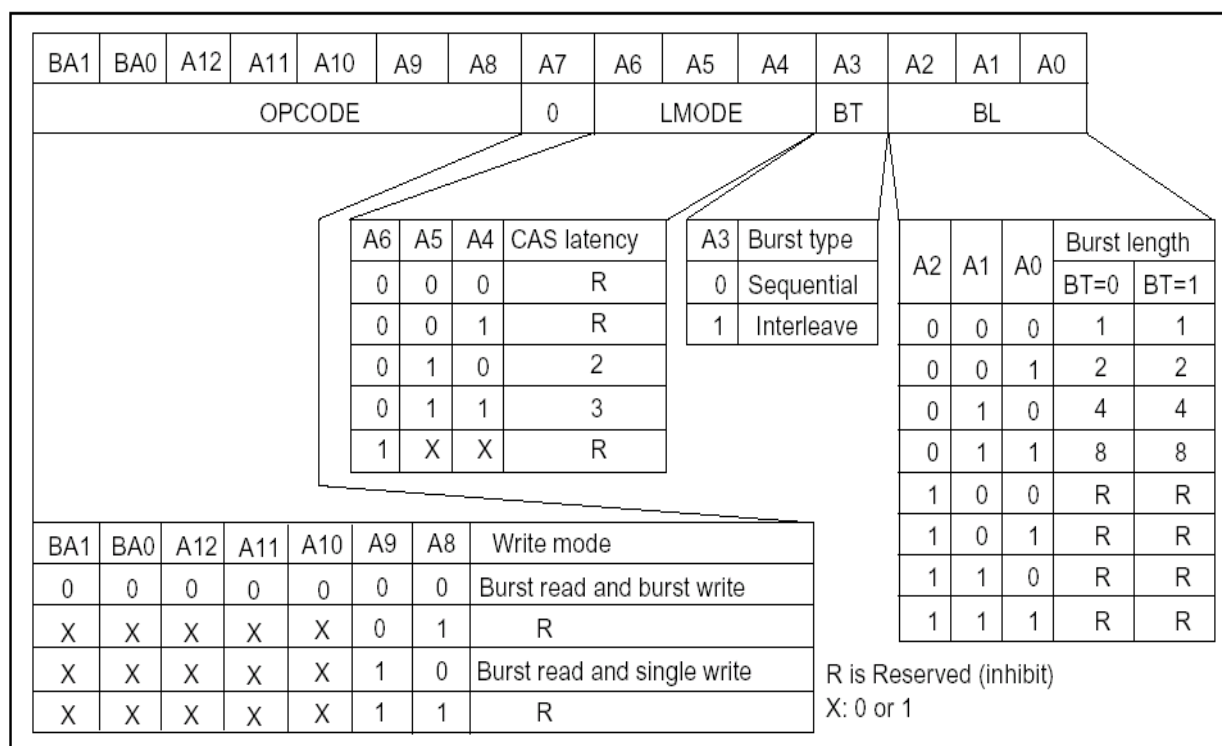 BA1 BA0 A12 A11 A10 A9 A8 A7 A6 A5 A4 A3 A2 A1 A0
OPCODE 0 LMODE BT BL
A6 A5 A4 CAS latency
0 0 0 R
0 0 1 R
0 1 0 2
0 1 1 3
1 X X R
A3 Burst type
0 Sequential
1 Interleave
A2 A1 A0 Burst length
BT=0 BT=1
0 0 0 1 1
0 0 1 2 2
0 1 0 4 4
0 1 1 8 8
1 0 0 R R
1 0 1 R R
1 1 0 R R
1 1 1 R R
BA1 BA0 A12 A11 A10 A9 A8 Write mode
0 0 0 0 0 0 0 Burst read and burst write
X X X X X 0 1 R
X X X X X 1 0 Burst read and single write
X X X X X 1 1 R
R is Reserved (inhibit)
X: 0 or 1